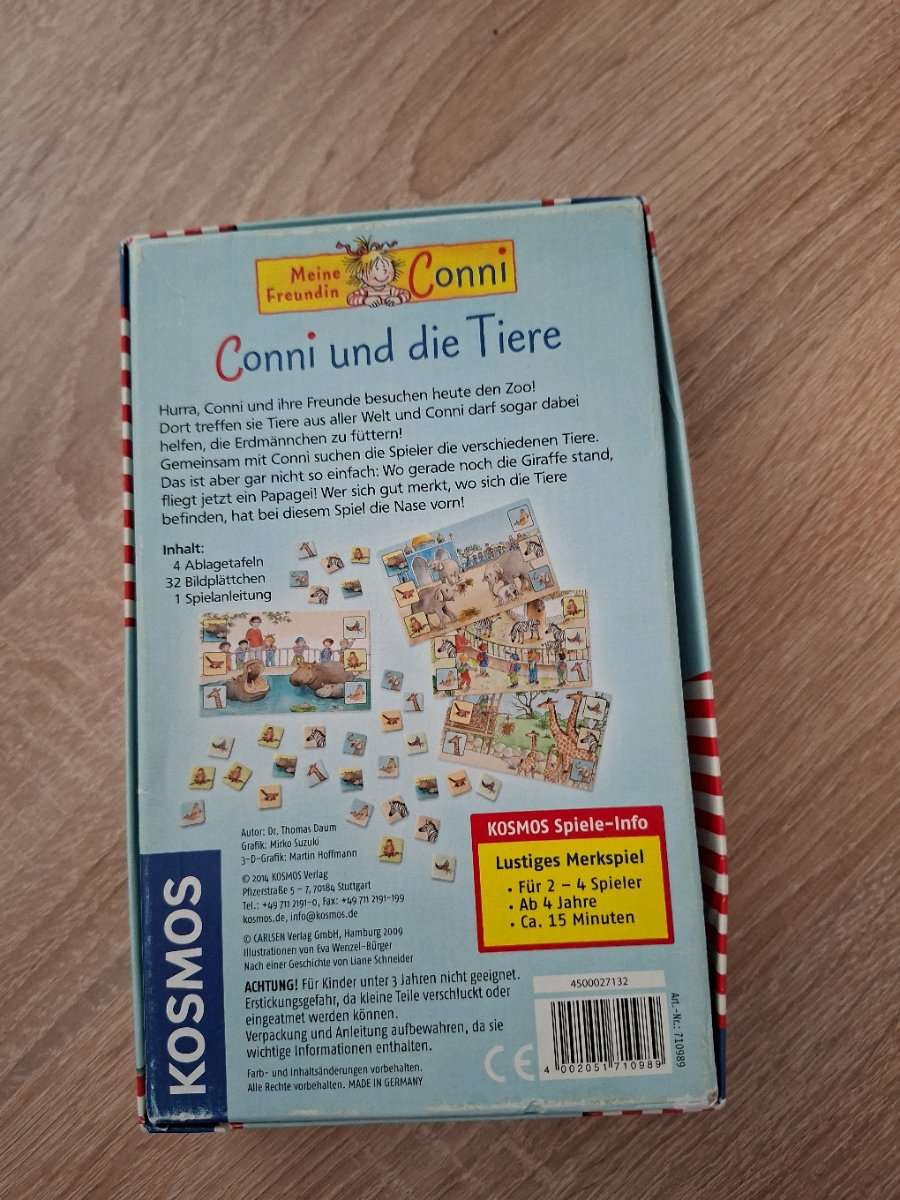 Meine
Freundin
Conni
Conni und die Tiere
Hurra, Conni und ihre Freunde besuchen heute den Zoo!
Dort treffen sie Tiere aus aller Welt und Conni darf sogar dabei
helfen, die Erdmännchen zu füttern!
Gemeinsam mit Conni suchen die Spieler die verschiedenen Tiere.
Das ist aber gar nicht so einfach: Wo gerade noch die Giraffe stand,
fliegt jetzt ein Papagei! Wer sich gut merkt, wo sich die Tiere
befinden, hat bei diesem Spiel die Nase vorn!
Inhalt:
4 Ablagetafeln
32 Bildplättchen
1 Spielanleitung
Autor: Dr. Thomas Daum
Grafik: Mirko Suzuki
3-D-Grafik: Martin Hoffmann
© 2014 KOSMOS Verlag
Pfizerstraße 5 – 7, 70184 Stuttgart
Tel.: +49 711 2191-0, Fax: +49 711 2191-199
kosmos.de, info@kosmos.de
© CARLSEN Verlag GmbH, Hamburg 2009
Illustrationen von Eva Wenzel-Bürger
Nach einer Geschichte von Liane Schneider
KOSMOS Spiele-Info
Lustiges Merkspiel
• Für 2 – 4 Spieler
• Ab 4 Jahre
• Ca. 15 Minuten
ACHTUNG! Für Kinder unter 3 Jahren nicht geeignet.
Erstickungsgefahr, da kleine Teile verschluckt oder
eingeatmet werden können.
Verpackung und Anleitung aufbewahren, da sie
wichtige Informationen enthalten.
Farb- und Inhaltsänderungen vorbehalten.
Alle Rechte vorbehalten. MADE IN GERMANY
KOSMOS
CE
4500027132
4 002051 710989
Art.-Nr.: 710989